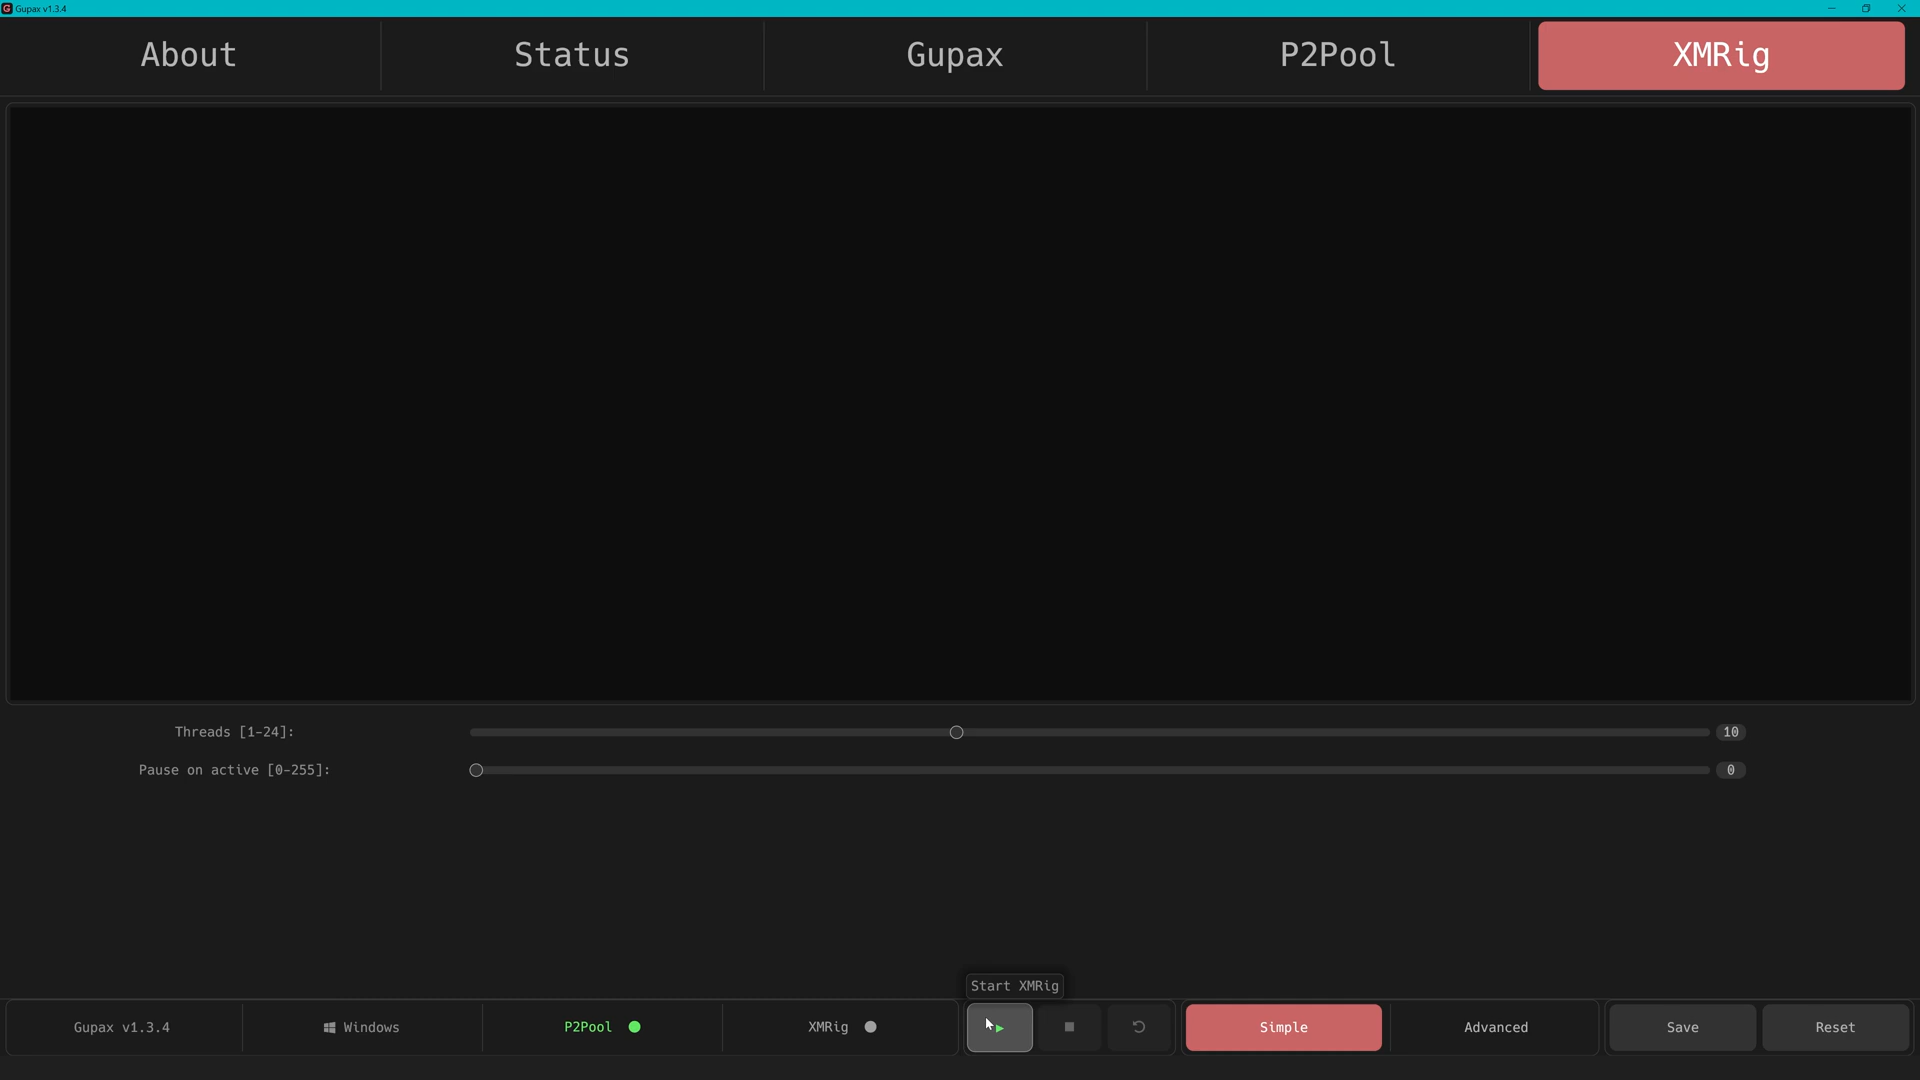 Gupax v1.3.4
About
Status
Gupax
P2Pool
XMRig
Threads [1-24]:
10
Pause on active [0-255]:
0
Start XMRig
Gupax v1.3.4
Windows
P2Pool
XMRig
Simple
Advanced
Save
Reset